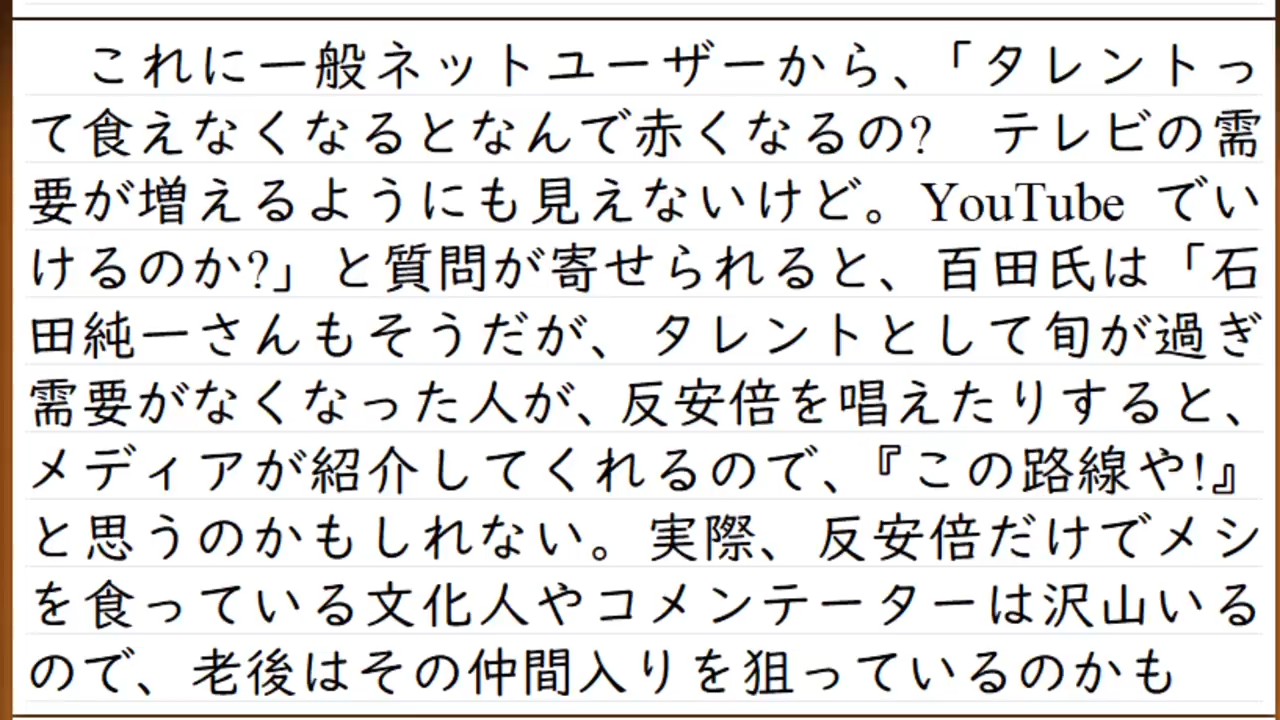 これに一般ネットユーザーから、「タレントっ
て食えなくなるとなんで赤くなるの?　テレビの需
要が増えるようにも見えないけど。YouTube でい
けるのか?」と質問が寄せられると、百田氏は「石
田純一さんもそうだが、タレントとして旬が過ぎ
需要がなくなった人が、反安倍を唱えたりすると、
メディアが紹介してくれるので、『この路線や!』
と思うのかもしれない。実際、反安倍だけでメシ
を食っている文化人やコメンテーターは沢山いる
ので、老後はその仲間入りを狙っているのかも